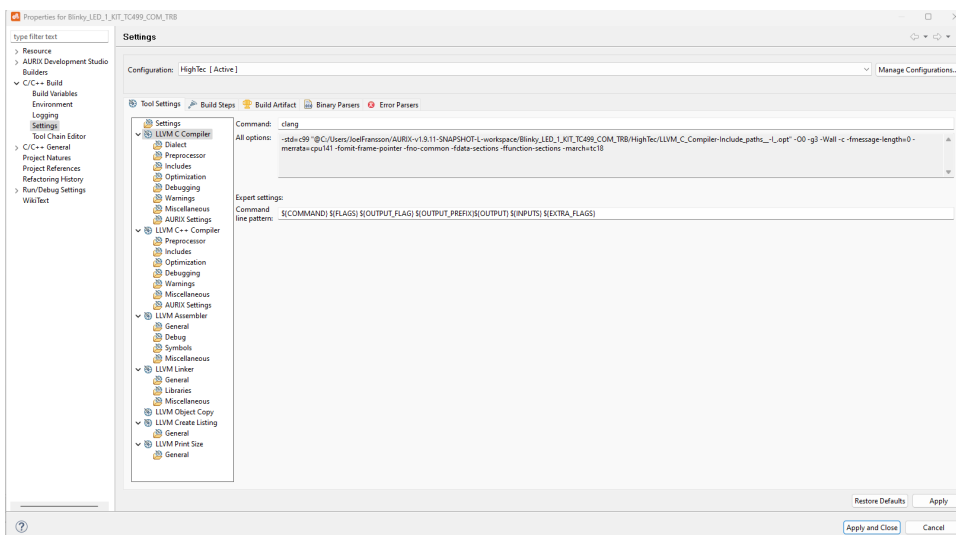 Properties for Blinky_LED_1_KIT_TC499_COM_TRB
type filter text
Resource
AURIX Development Studio
Builders
C/C++ Build
Build Variables
Environment
Logging
Settings
Tool Chain Editor
C/C++ General
Project Natures
Project References
Refactoring History
Run/Debug Settings
WikiText
Settings
Configuration: HighTec [ Active ]
Manage Configurations...
Tool Settings Build Steps Build Artifact Binary Parsers Error Parsers
Settings
LLVM C Compiler
Dialect
Preprocessor
Includes
Optimization
Debugging
Warnings
Miscellaneous
AURIX Settings
LLVM C++ Compiler
Preprocessor
Includes
Optimization
Debugging
Warnings
Miscellaneous
AURIX Settings
LLVM Assembler
General
Debug
Symbols
Miscellaneous
LLVM Linker
General
Libraries
Miscellaneous
LLVM Object Copy
LLVM Create Listing
General
LLVM Print Size
General
Command: clang
All options: -std=c99 "@C:/Users/JoelFransson/AURIX-v1.9.11-SNAPSHOT-L-workspace/Blinky_LED_1_KIT_TC499_COM_TRB/HighTec/LLVM_C_Compiler-Include_paths__-I_.opt" -O0 -g3 -Wall -c -fmessage-length=0 -
merrata=cpu141 -fomit-frame-pointer -fno-common -fdata-sections -ffunction-sections -march=tc18
Expert settings:
Command
line pattern: ${COMMAND} ${FLAGS} ${OUTPUT_FLAG} ${OUTPUT_PREFIX}${OUTPUT} ${INPUTS} ${EXTRA_FLAGS}
Restore Defaults Apply
Apply and Close Cancel